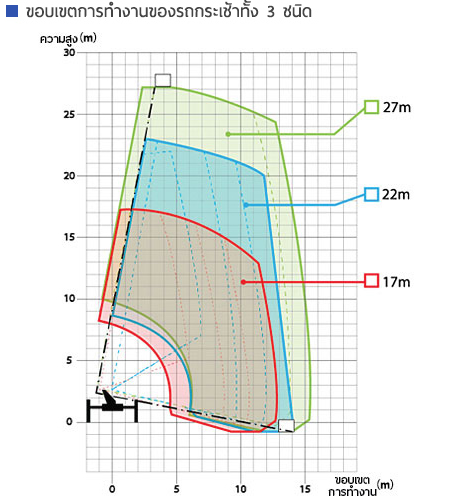 ขอบเขตการทำงานของรถกระเช้าทั้ง 3 ชนิด
ความสูง (m)
30
25
20
15
10
5
0
27m
22m
17m
0 5 10 15
ขอบเขต
การทำงาน (m)